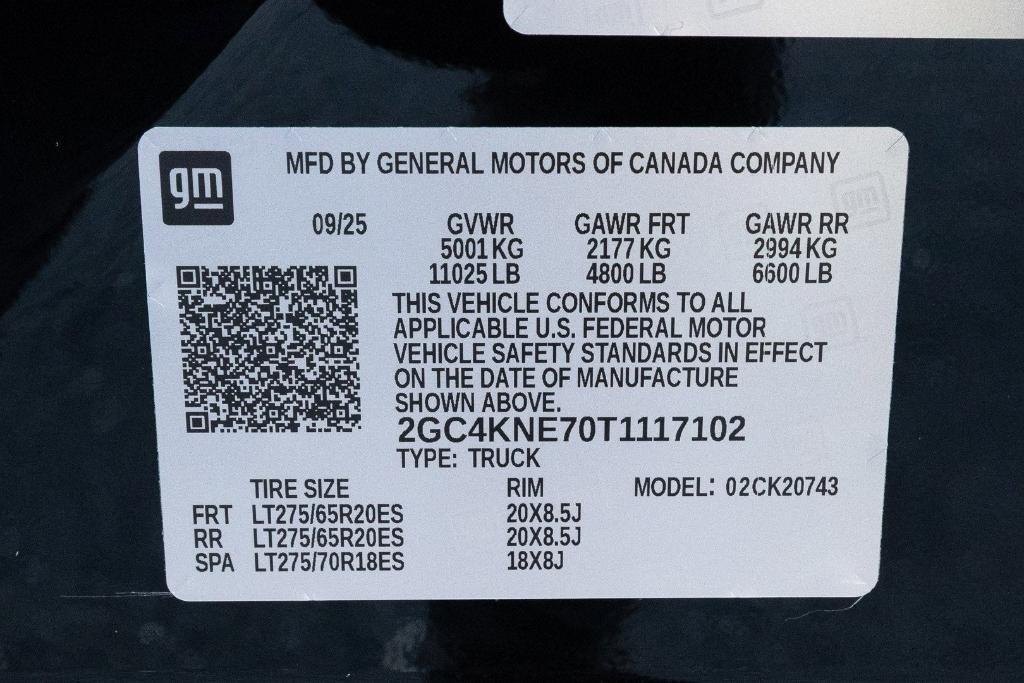 gm
MFD BY GENERAL MOTORS OF CANADA COMPANY
09/25 GVWR GAWR FRT GAWR RR
5001 KG 2177 KG 2994 KG
11025 LB 4800 LB 6600 LB
THIS VEHICLE CONFORMS TO ALL
APPLICABLE U.S. FEDERAL MOTOR
VEHICLE SAFETY STANDARDS IN EFFECT
ON THE DATE OF MANUFACTURE
SHOWN ABOVE.
2GC4KNE70T1117102
TYPE: TRUCK
TIRE SIZE RIM MODEL: 02CK20743
FRT LT275/65R20ES 20X8.5J
RR LT275/65R20ES 20X8.5J
SPA LT275/70R18ES 18X8J